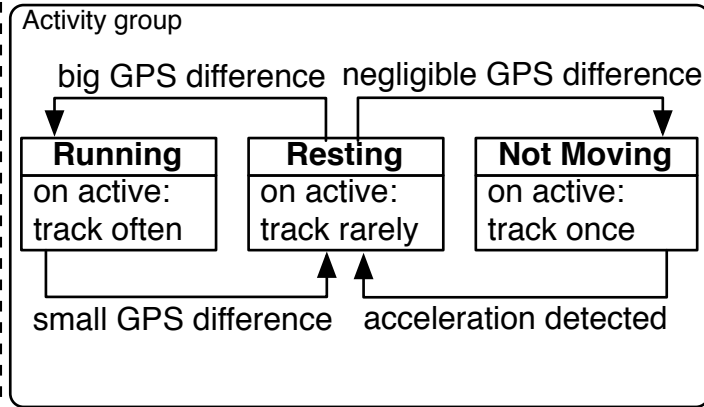 Activity group
big GPS difference
negligible GPS difference
Running
on active:
track often
Resting
on active:
track rarely
Not Moving
on active:
track once
small GPS difference
acceleration detected